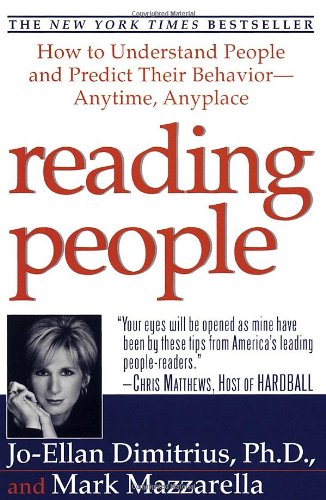 THE NEW YORK TIMES BESTSELLER
How to Understand People
and Predict Their Behavior—
Anytime, Anyplace
reading
people
"Your eyes will be opened as mine have
been by these tips from America's leading
people-readers."
—CHRIS MATTHEWS, HOST OF HARDBALL
Jo-Ellan Dimitrius, Ph.D.,
and Mark Mazzarella